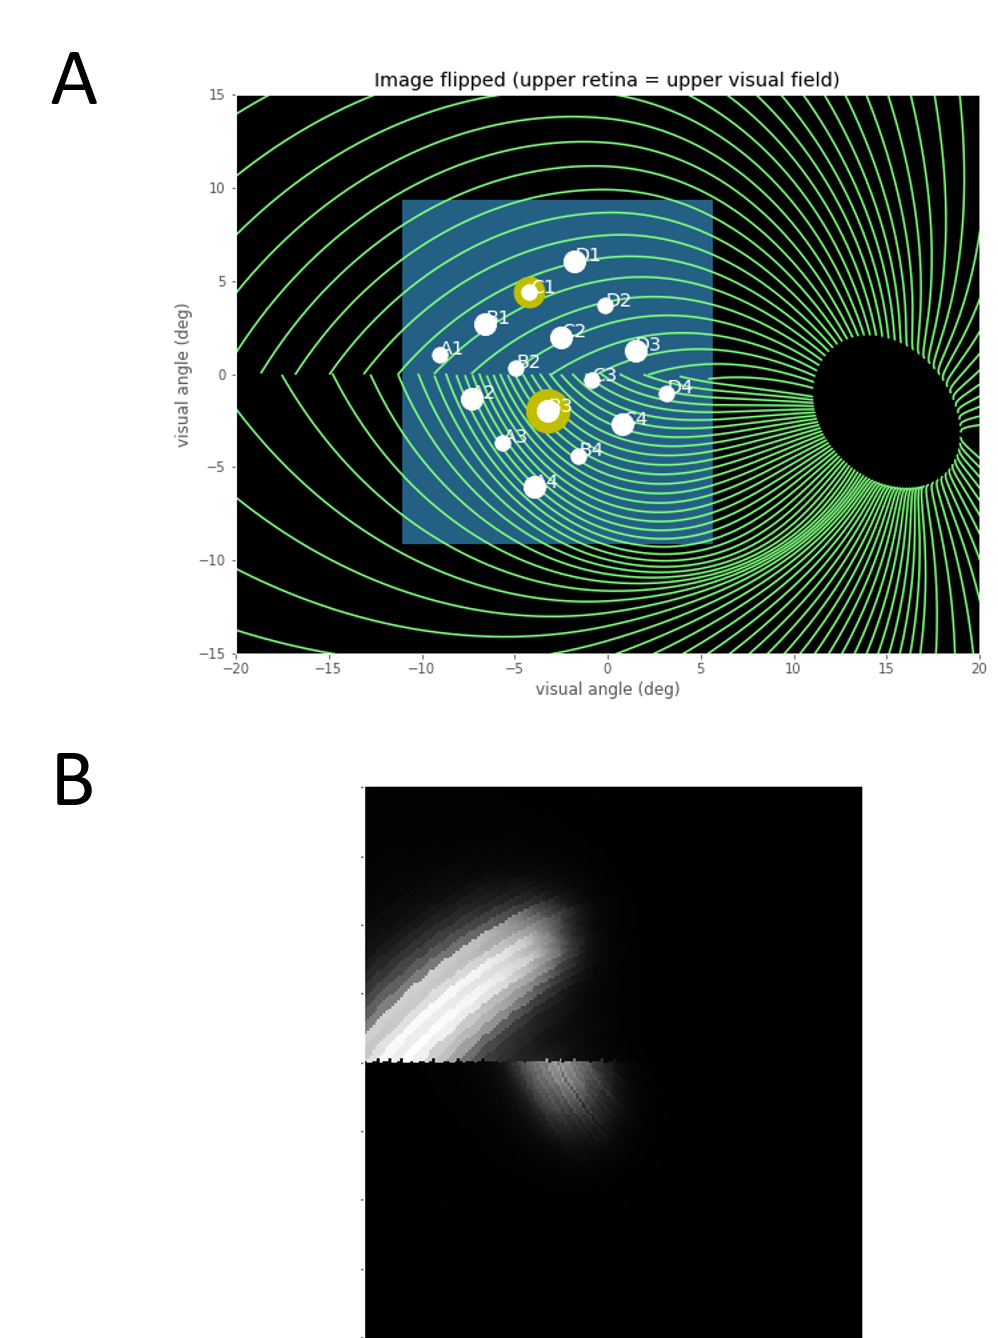 A
Image flipped (upper retina = upper visual field)
15
10
5
0
−5
−10
−15
visual angle (deg)
D1
C1
D2
B1
C2
D3
A1
B2
C3
D4
A2
B3
C4
A3
B4
A4
−20
−15
−10
−5
0
5
10
15
20
visual angle (deg)
B